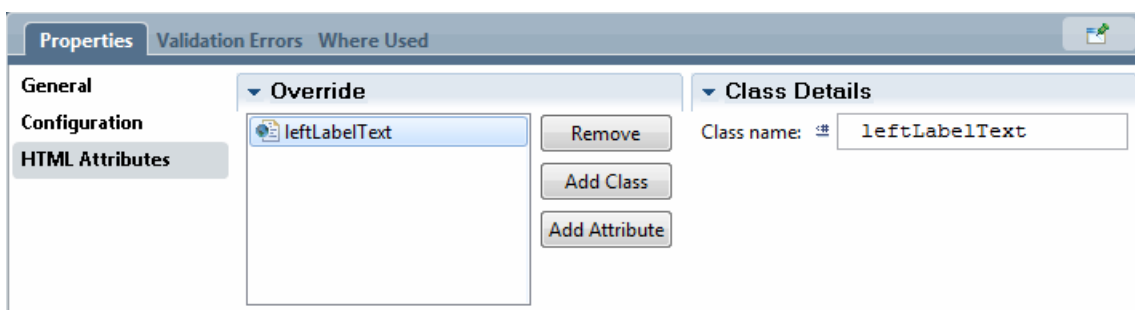 Properties Validation Errors Where Used
General
Configuration
HTML Attributes
Override
leftLabelText
Remove
Add Class
Add Attribute
Class Details
Class name: leftLabelText